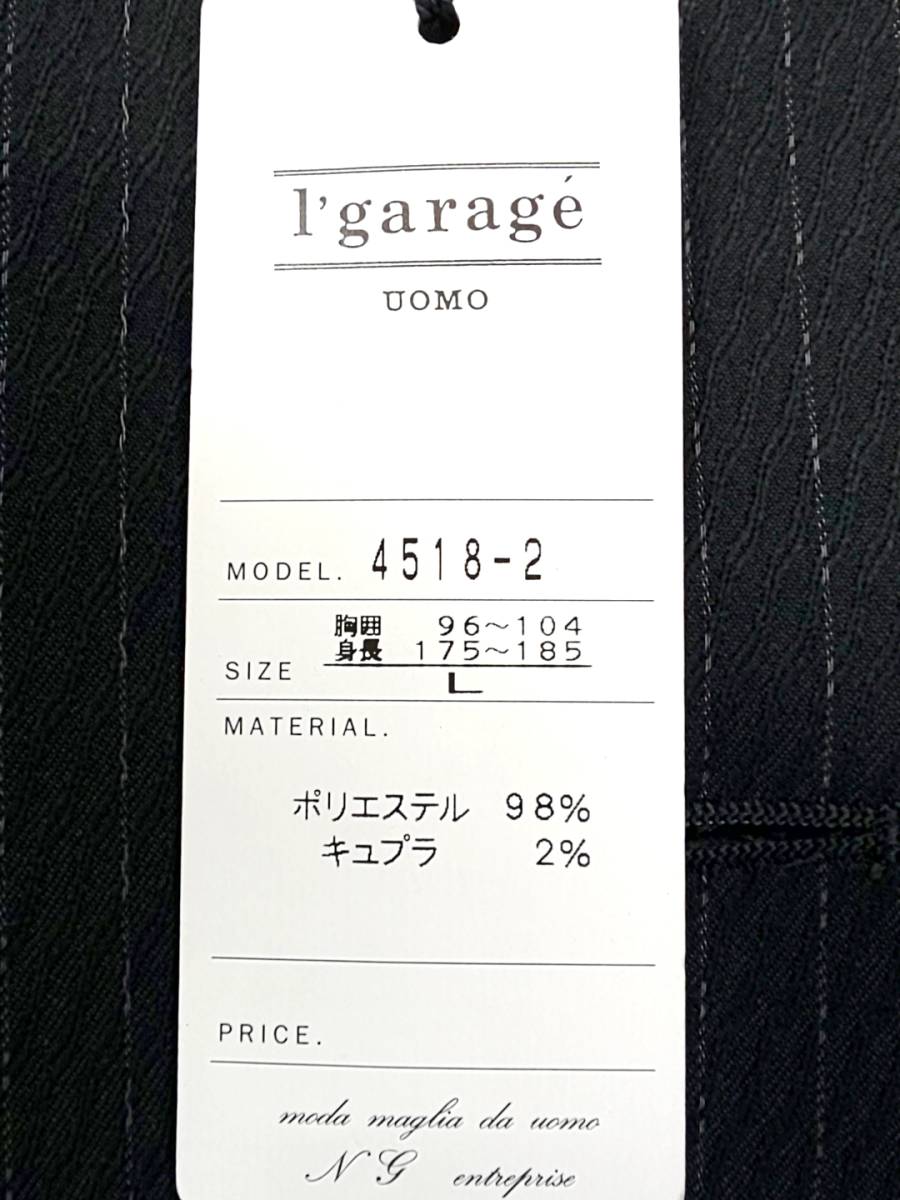 l'garagé
UOMO
MODEL. 4518-2
胸囲 96～104
身長 175～185
SIZE
L
MATERIAL.
ポリエステル 98%
キュプラ 2%
PRICE.
moda maglia da uomo
NG entreprise